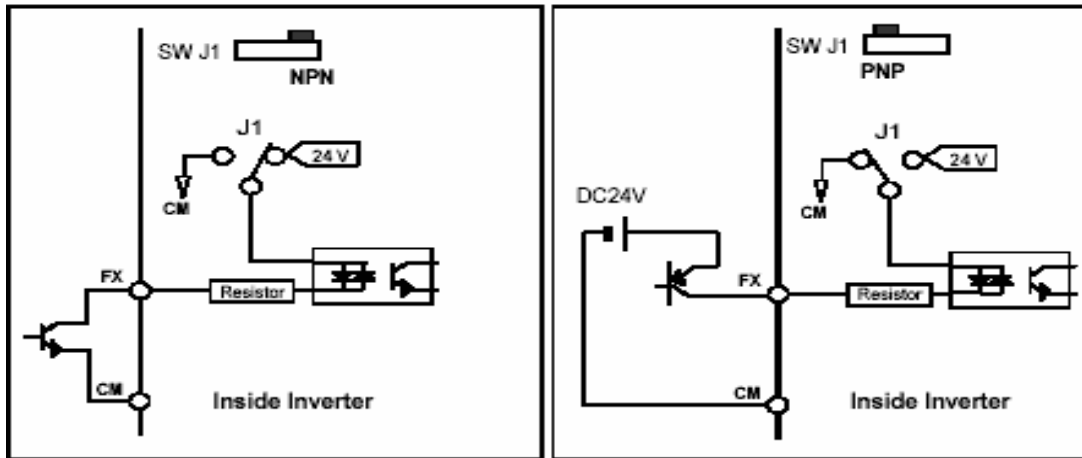 SW J1
NPN
J1
24 V
CM
FX
Resistor
CM
Inside Inverter
SW J1
PNP
J1
24 V
CM
DC24V
FX
Resistor
CM
Inside Inverter